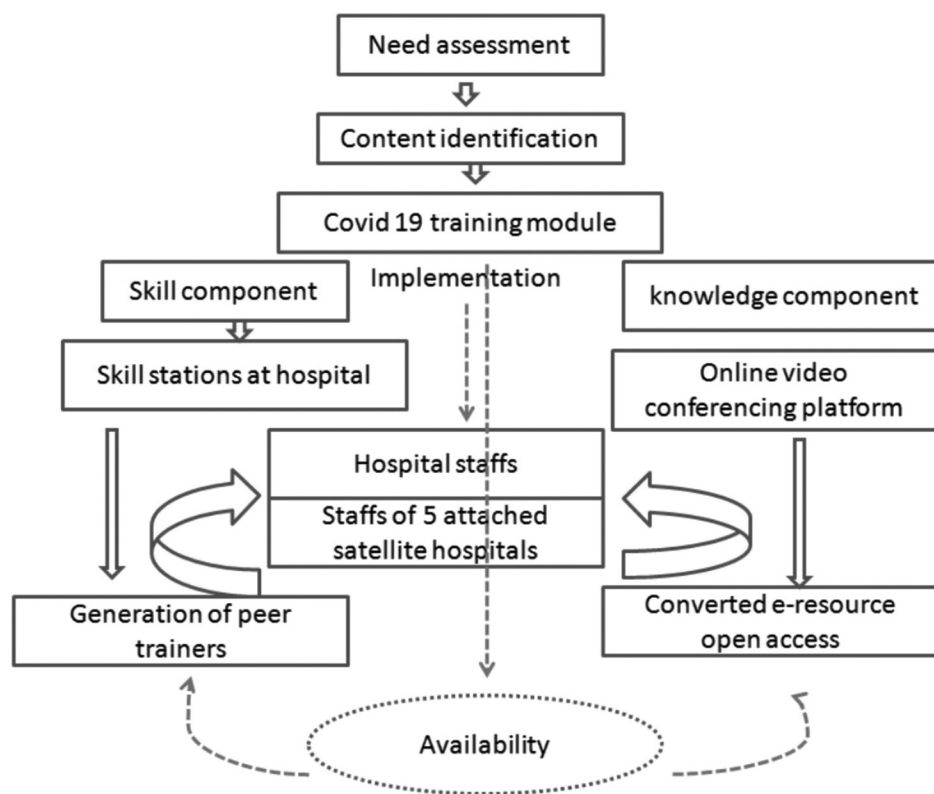 Need assessment
Content identification
Covid 19 training module
Implementation
Skill component
knowledge component
Skill stations at hospital
Online video
conferencing platform
Hospital staffs
Staffs of 5 attached
satellite hospitals
Generation of peer
trainers
Converted e-resource
open access
Availability